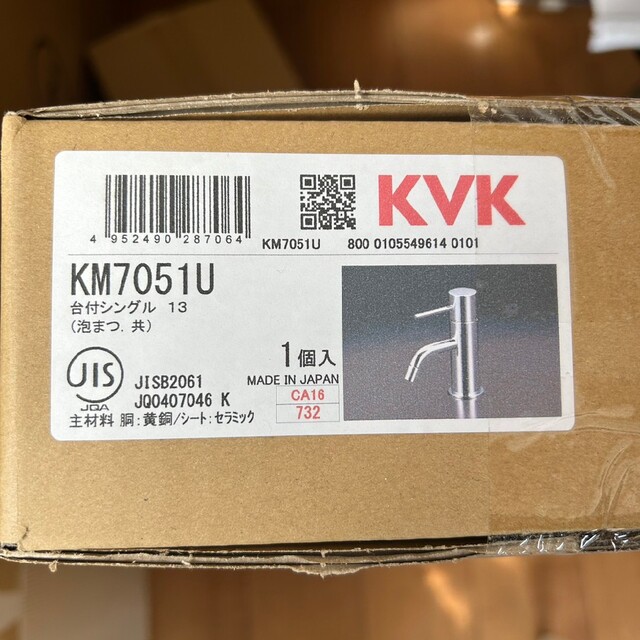 4 952490 287064
KM7051U 800 0105549614 0101
KVK
KM7051U
台付シングル 13
(泡まつ.共)
1個入
MADE IN JAPAN
JIS
JQA
JISB2061
JQ0407046 K
CA16
732
主材料 胴:黄銅/シート:セラミック